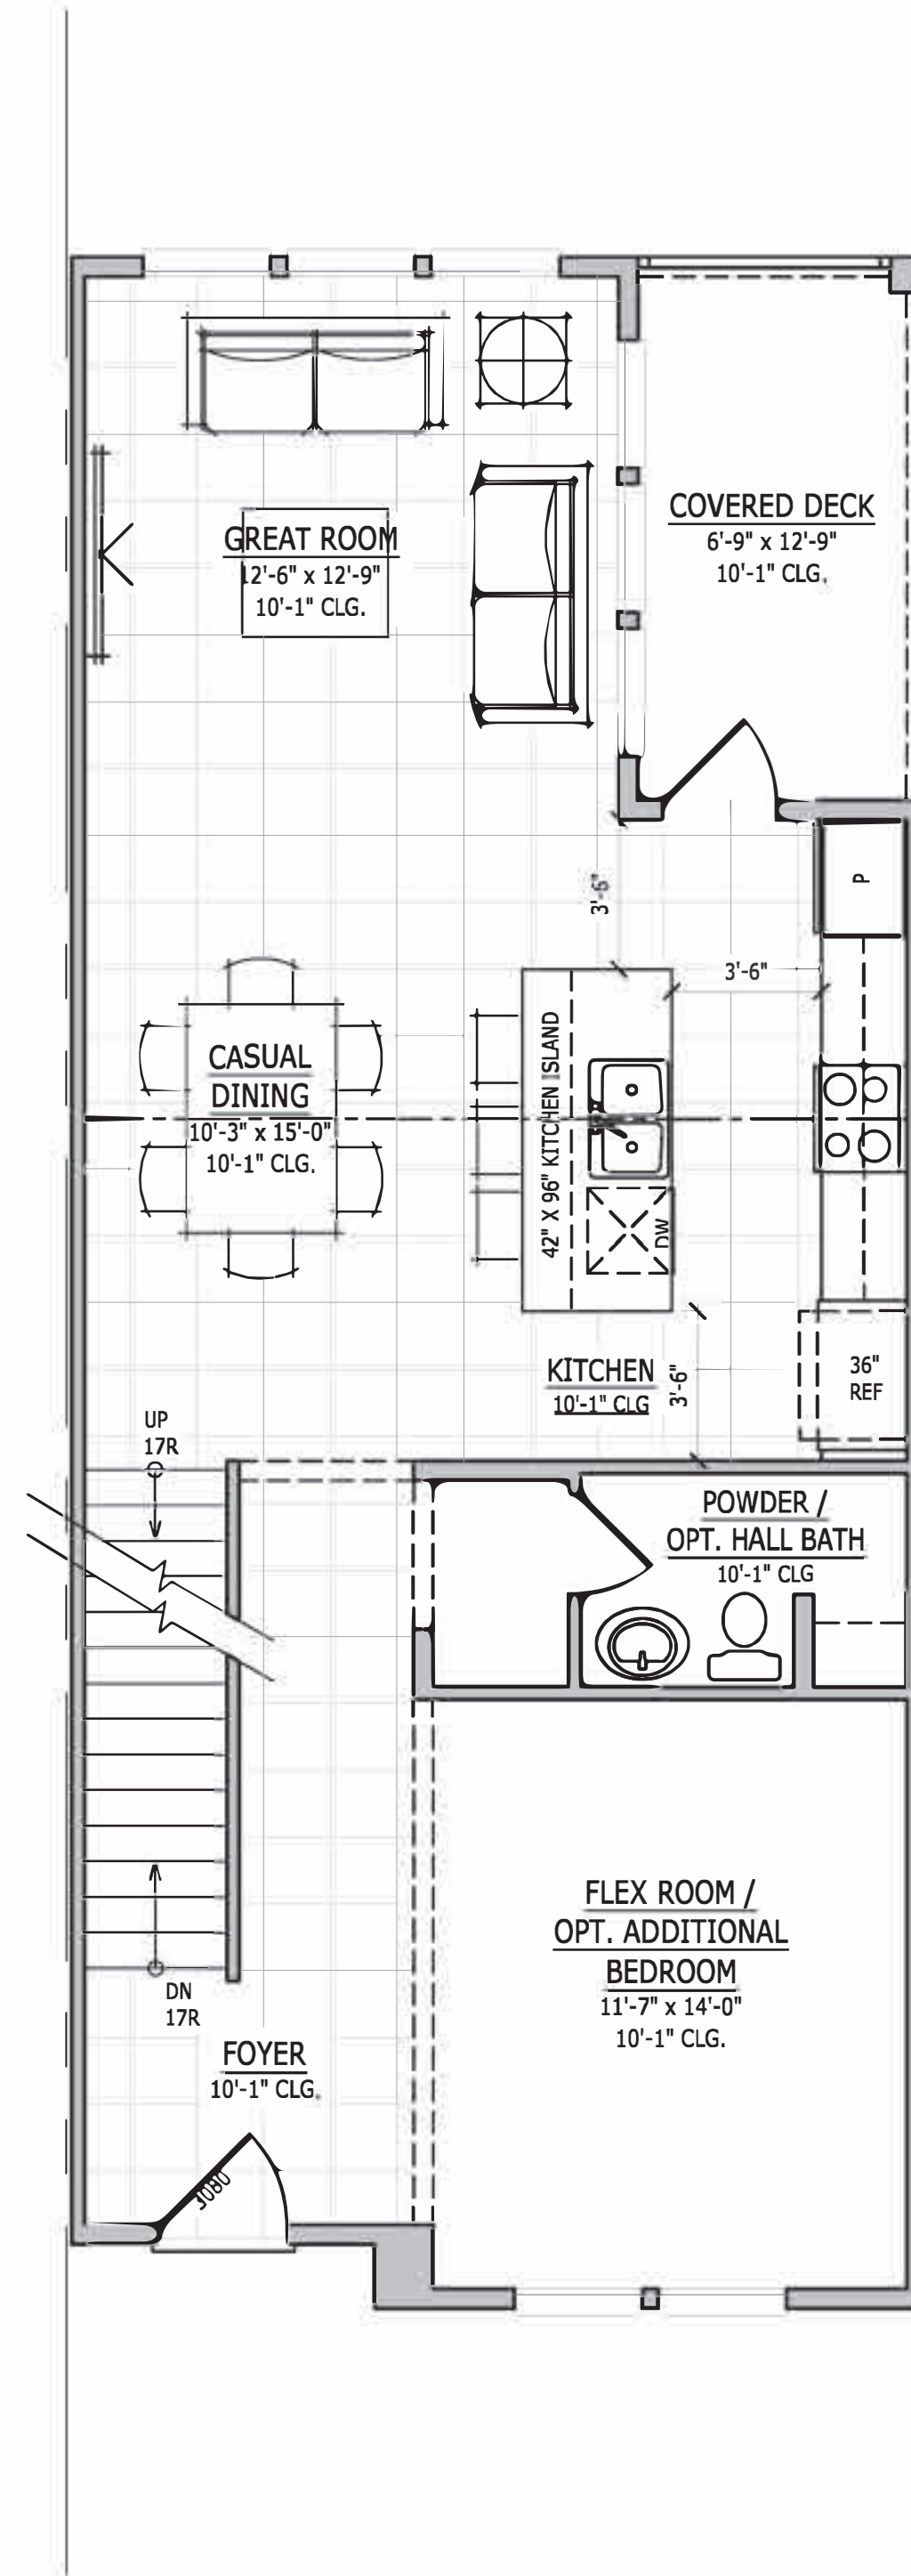 COVERED DECK
6'-9" x 12'-9"
10'-1" CLG.
GREAT ROOM
12'-6" x 12'-9"
10'-1" CLG.
P
3'-6"
3'-6"
CASUAL
DINING
10'-3" x 15'-0"
10'-1" CLG.
42" X 96" KITCHEN ISLAND
DW
KITCHEN
10'-1" CLG
3'-6"
36"
REF
UP
17R
POWDER /
OPT. HALL BATH
10'-1" CLG
FLEX ROOM /
OPT. ADDITIONAL
BEDROOM
11'-7" x 14'-0"
10'-1" CLG.
DN
17R
FOYER
10'-1" CLG.
3080